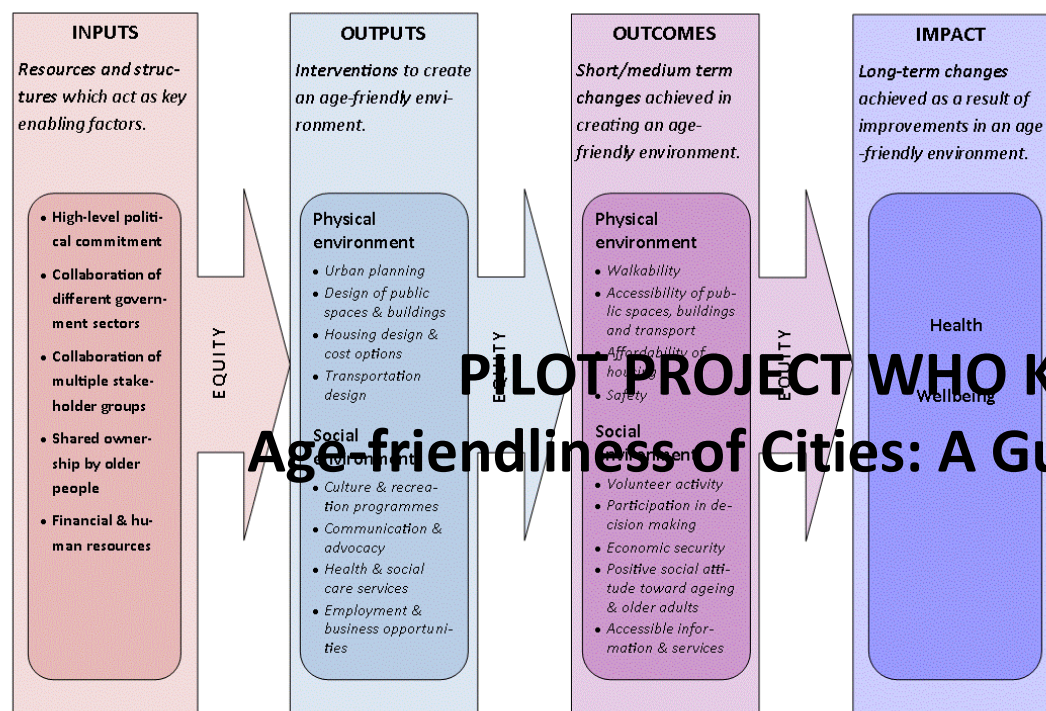 INPUTS
Resources and struc-
tures which act as key
enabling factors.
• High-level politi-
cal commitment
• Collaboration of
different govern-
ment sectors
• Collaboration of
multiple stake-
holder groups
• Shared owner-
ship by older
people
• Financial & hu-
man resources
EQUITY
OUTPUTS
Interventions to create
an age-friendly envi-
ronment.
Physical
environment
• Urban planning
• Design of public
spaces & buildings
• Housing design &
cost options
• Transportation
design
Social
environment
• Culture & recrea-
tion programmes
• Communication &
advocacy
• Health & social
care services
• Employment &
business opportuni-
ties
EQUITY
OUTCOMES
Short/medium term
changes achieved in
creating an age-
friendly environment.
Physical
environment
• Walkability
• Accessibility of pub-
lic spaces, buildings
and transport
• Affordability of
housing
• Safety
Social
environment
• Volunteer activity
• Participation in de-
cision making
• Economic security
• Positive social atti-
tude toward ageing
& older adults
• Accessible infor-
mation & services
EQUITY
IMPACT
Long-term changes
achieved as a result of
improvements in an age
-friendly environment.
Health
Wellbeing
PILOT PROJECT WHO K
Age-friendliness of Cities: A Gu